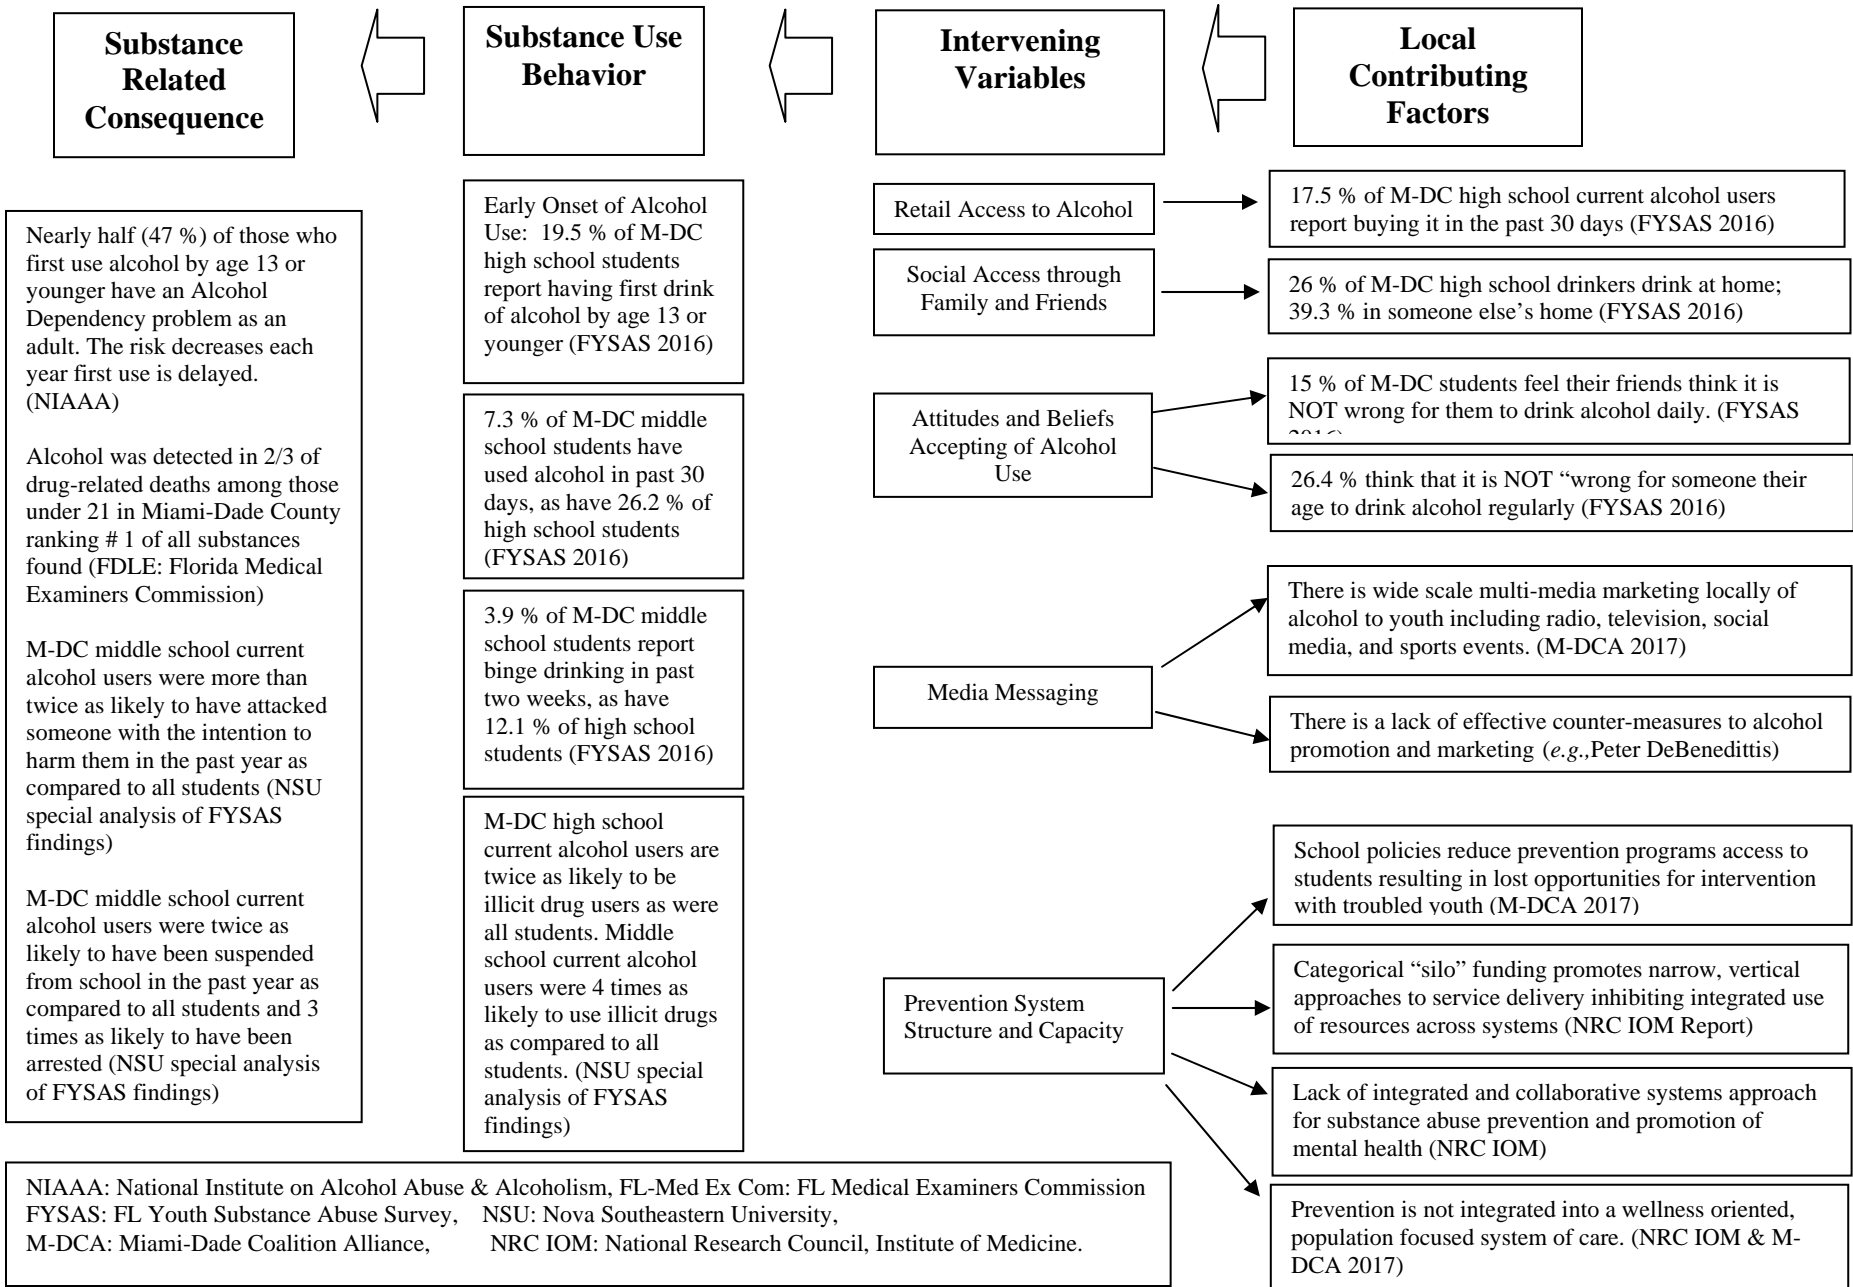 Substance
Related
Consequence
Substance Use
Behavior
Intervening
Variables
Local
Contributing
Factors
Nearly half (47 %) of those who
first use alcohol by age 13 or
younger have an Alcohol
Dependency problem as an
adult. The risk decreases each
year first use is delayed.
(NIAAA)
Alcohol was detected in 2/3 of
drug-related deaths among those
under 21 in Miami-Dade County
ranking # 1 of all substances
found (FDLE: Florida Medical
Examiners Commission)
M-DC middle school current
alcohol users were more than
twice as likely to have attacked
someone with the intention to
harm them in the past year as
compared to all students (NSU
special analysis of FYSAS
findings)
M-DC middle school current
alcohol users were twice as
likely to have been suspended
from school in the past year as
compared to all students and 3
times as likely to have been
arrested (NSU special analysis
of FYSAS findings)
Early Onset of Alcohol
Use: 19.5 % of M-DC
high school students
report having first drink
of alcohol by age 13 or
younger (FYSAS 2016)
7.3 % of M-DC middle
school students have
used alcohol in past 30
days, as have 26.2 % of
high school students
(FYSAS 2016)
3.9 % of M-DC middle
school students report
binge drinking in past
two weeks, as have
12.1 % of high school
students (FYSAS 2016)
M-DC high school
current alcohol users are
twice as likely to be
illicit drug users as were
all students. Middle
school current alcohol
users were 4 times as
likely to use illicit drugs
as compared to all
students. (NSU special
analysis of FYSAS
findings)
Retail Access to Alcohol
17.5 % of M-DC high school current alcohol users
report buying it in the past 30 days (FYSAS 2016)
Social Access through
Family and Friends
26 % of M-DC high school drinkers drink at home;
39.3 % in someone else’s home (FYSAS 2016)
Attitudes and Beliefs
Accepting of Alcohol
Use
15 % of M-DC students feel their friends think it is
NOT wrong for them to drink alcohol daily. (FYSAS
26.4 % think that it is NOT “wrong for someone their
age to drink alcohol regularly (FYSAS 2016)
Media Messaging
There is wide scale multi-media marketing locally of
alcohol to youth including radio, television, social
media, and sports events. (M-DCA 2017)
There is a lack of effective counter-measures to alcohol
promotion and marketing (e.g.,Peter DeBenedittis)
Prevention System
Structure and Capacity
School policies reduce prevention programs access to
students resulting in lost opportunities for intervention
with troubled youth (M-DCA 2017)
Categorical “silo” funding promotes narrow, vertical
approaches to service delivery inhibiting integrated use
of resources across systems (NRC IOM Report)
Lack of integrated and collaborative systems approach
for substance abuse prevention and promotion of
mental health (NRC IOM)
Prevention is not integrated into a wellness oriented,
population focused system of care. (NRC IOM & M-
DCA 2017)
NIAAA: National Institute on Alcohol Abuse & Alcoholism, FL-Med Ex Com: FL Medical Examiners Commission
FYSAS: FL Youth Substance Abuse Survey, NSU: Nova Southeastern University,
M-DCA: Miami-Dade Coalition Alliance, NRC IOM: National Research Council, Institute of Medicine.